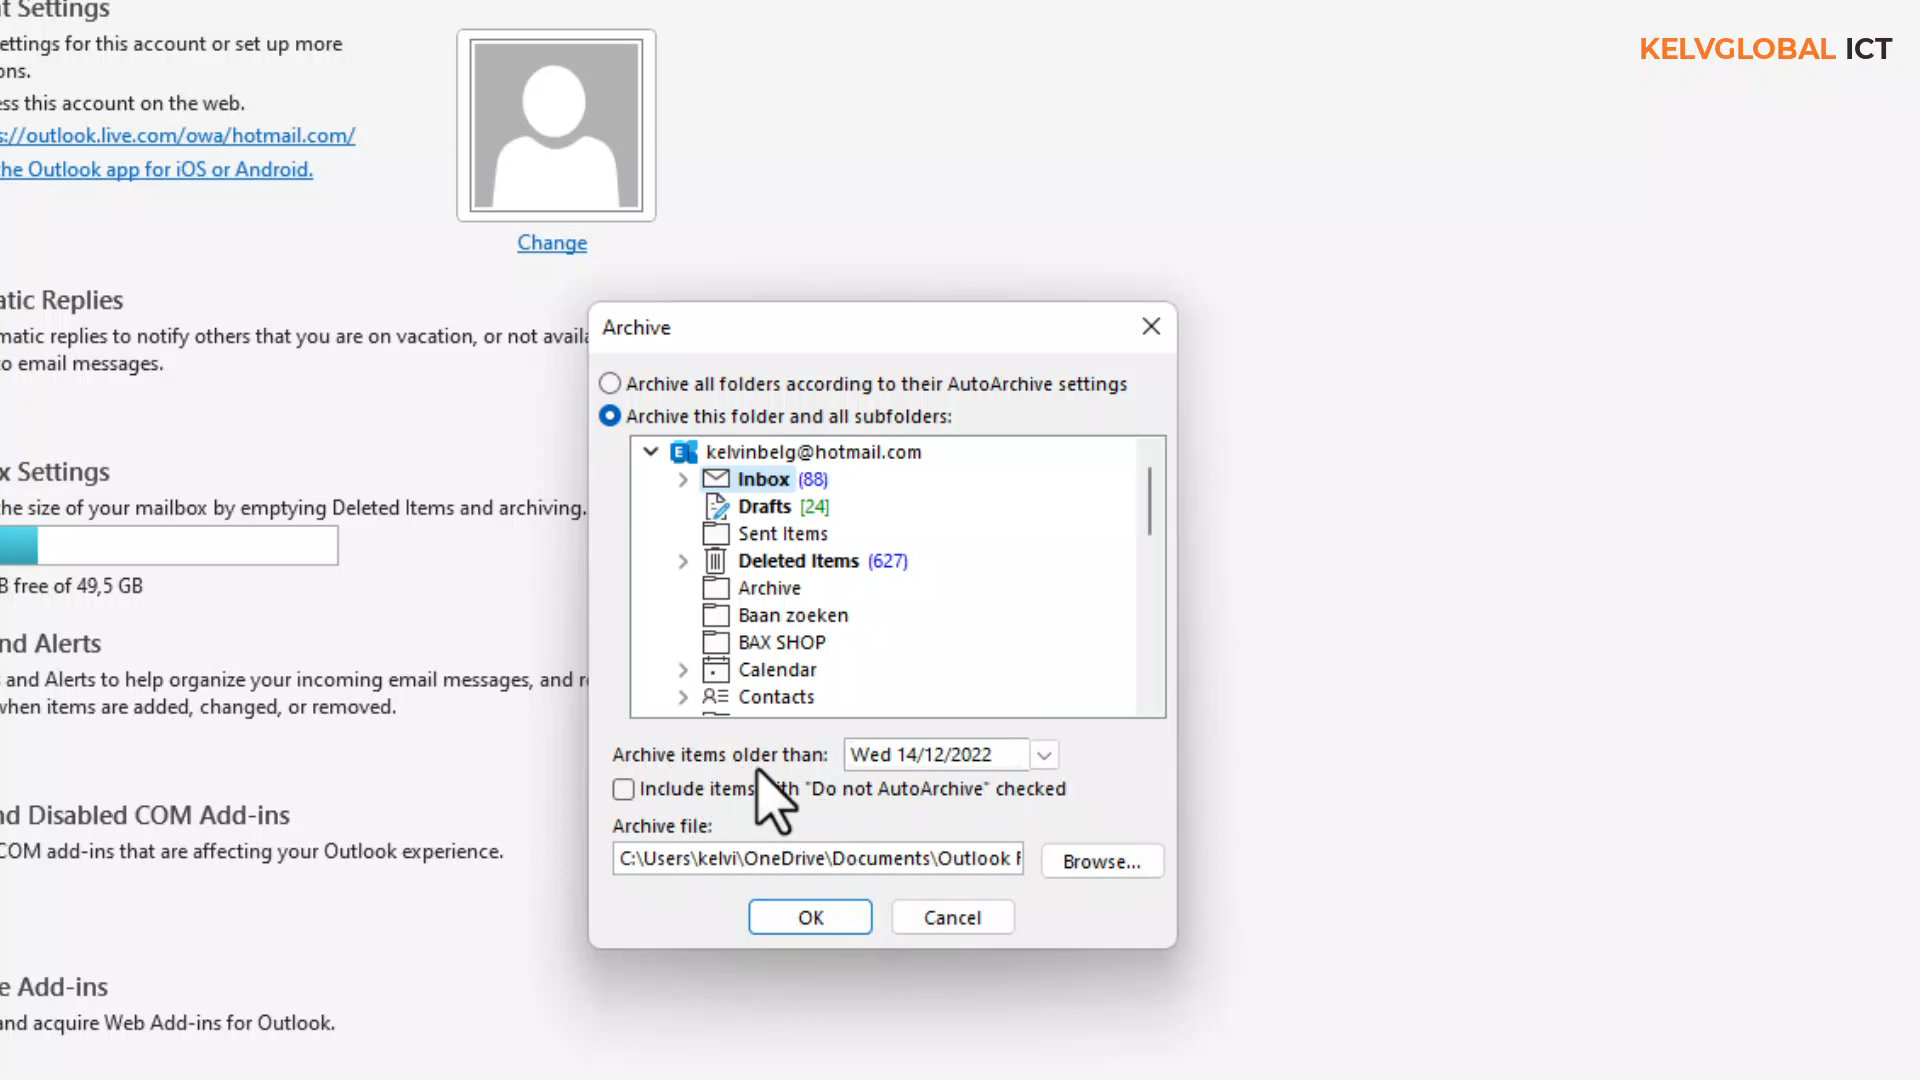 t Settings
ettings for this account or set up more
ons.
ess this account on the web.
s://outlook.live.com/owa/hotmail.com/
the Outlook app for iOS or Android.
Change
KELVGLOBAL ICT
atic Replies
matic replies to notify others that you are on vacation, or not availa
o email messages.
x Settings
he size of your mailbox by emptying Deleted Items and archiving.
B free of 49,5 GB
nd Alerts
s and Alerts to help organize your incoming email messages, and re
when items are added, changed, or removed.
nd Disabled COM Add-ins
COM add-ins that are affecting your Outlook experience.
e Add-ins
and acquire Web Add-ins for Outlook.
Archive
Archive all folders according to their AutoArchive settings
Archive this folder and all subfolders:
kelvinbelg@hotmail.com
Inbox (88)
Drafts [24]
Sent Items
Deleted Items (627)
Archive
Baan zoeken
BAX SHOP
Calendar
Contacts
Archive items older than: Wed 14/12/2022
Include items th "Do not AutoArchive" checked
Archive file:
C:\Users\kelvi\OneDrive\Documents\Outlook F
Browse...
OK
Cancel